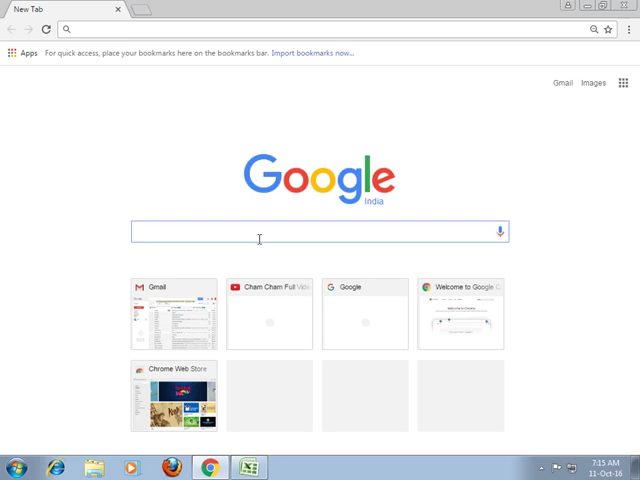 New Tab
Apps For quick access, place your bookmarks here on the bookmarks bar. Import bookmarks now...
Gmail Images
Google
India
Gmail
Cham Cham Full Vid
Google
Welcome to Google C
Chrome Web Store
7:15 AM
11-Oct-16